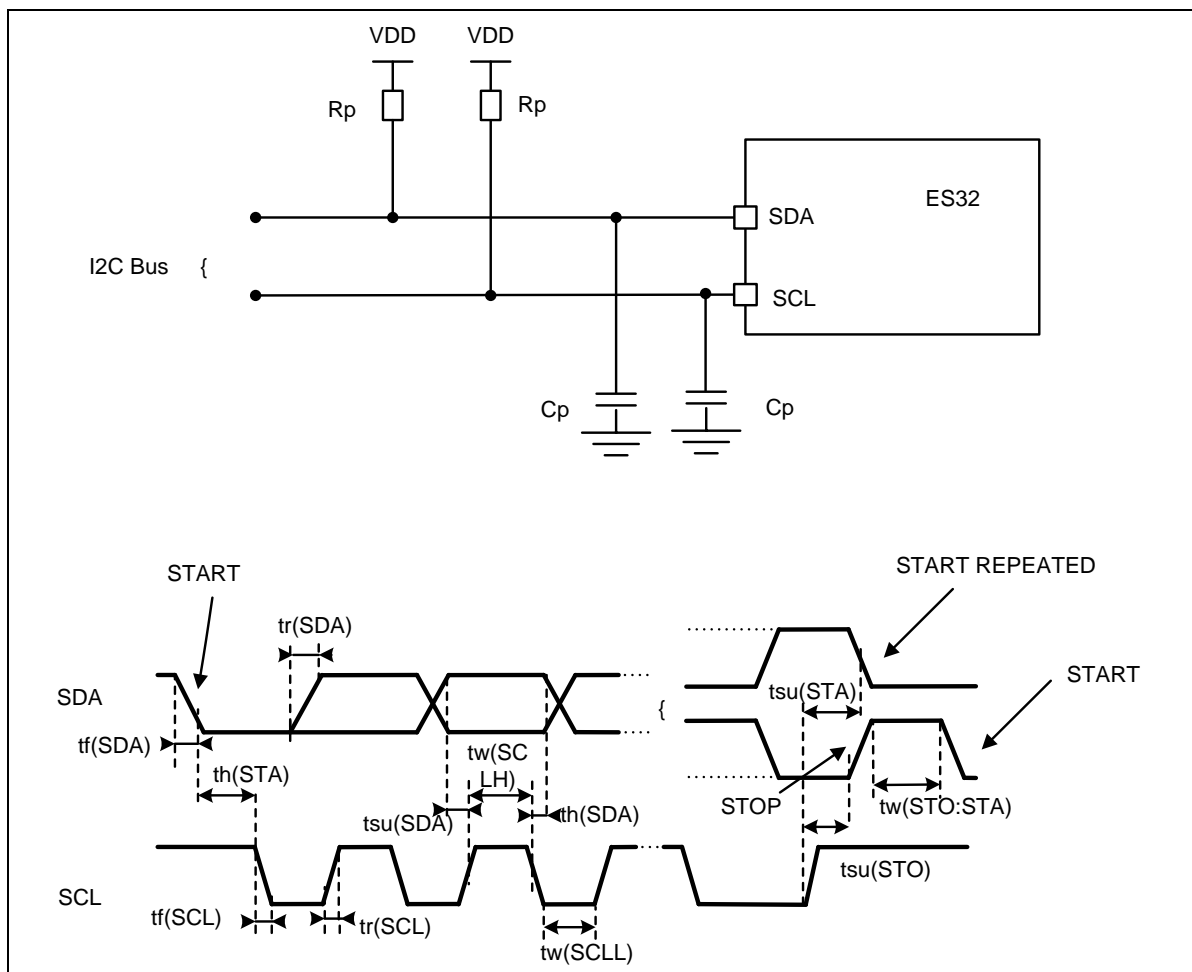 VDD
VDD
Rp
Rp
ES32
SDA
I2C Bus {
SCL
Cp
Cp
START
START REPEATED
tr(SDA)
START
SDA
tsu(STA)
{
tf(SDA)
tw(SC
LH)
th(STA)
STOP
tw(STO:STA)
tsu(SDA)
th(SDA)
tsu(STO)
SCL
tf(SCL)
tr(SCL)
tw(SCLL)